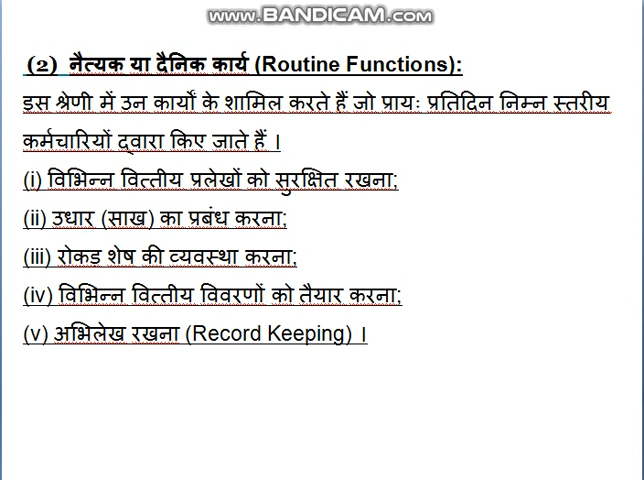 www.BANDICAM.com
(2) नैत्यक या दैनिक कार्य (Routine Functions):
इस श्रेणी में उन कार्यों के शामिल करते हैं जो प्रायः प्रतिदिन निम्न स्तरीय
कर्मचारियों द्वारा किए जाते हैं ।
(i) विभिन्न वित्तीय प्रलेखों को सुरक्षित रखना;
(ii) उधार (साख) का प्रबंध करना;
(iii) रोकड़ शेष की व्यवस्था करना;
(iv) विभिन्न वित्तीय विवरणों को तैयार करना;
(v) अभिलेख रखना (Record Keeping) ।